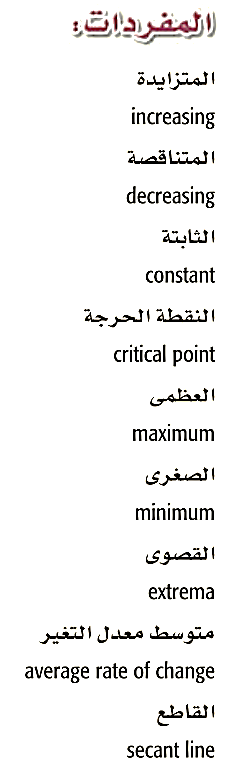 المفردات:
المتزايدة
increasing
المتناقصة
decreasing
الثابتة
constant
النقطة الحرجة
critical point
العظمى
maximum
الصغرى
minimum
القصوى
extrema
متوسط معدل التغير
average rate of change
القاطع
secant line